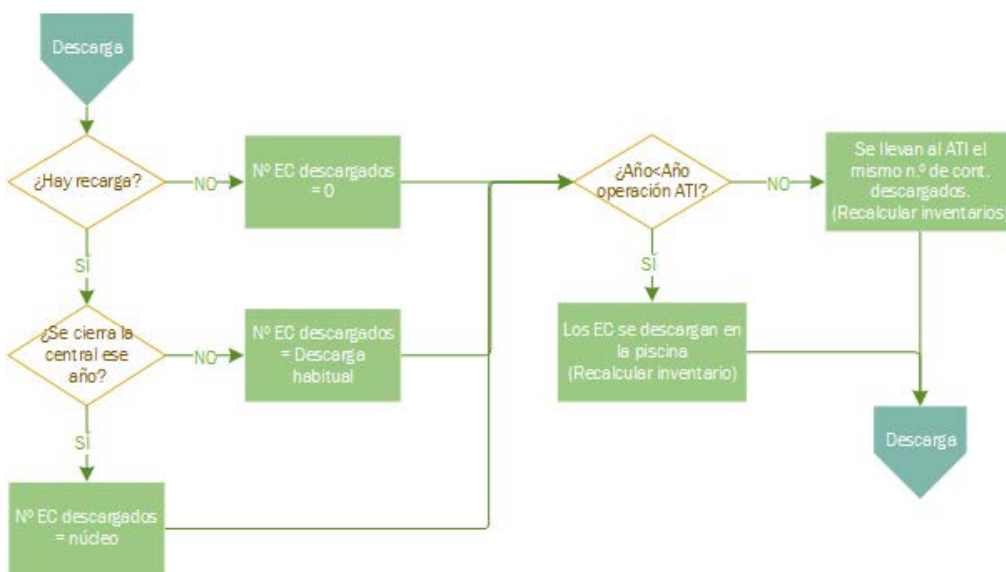 Descarga
¿Hay recarga?
NO
Nº EC descargados
= 0
SÍ
¿Se cierra la
central ese
año?
NO
Nº EC descargados
= Descarga
habitual
SÍ
Nº EC descargados
= núcleo
¿Año<Año
operación ATI?
NO
Se llevan al ATI el
mismo n.º de cont.
descargados.
(Recalcular inventarios
SÍ
Los EC se descargan en
la piscina
(Recalcular inventario)
Descarga